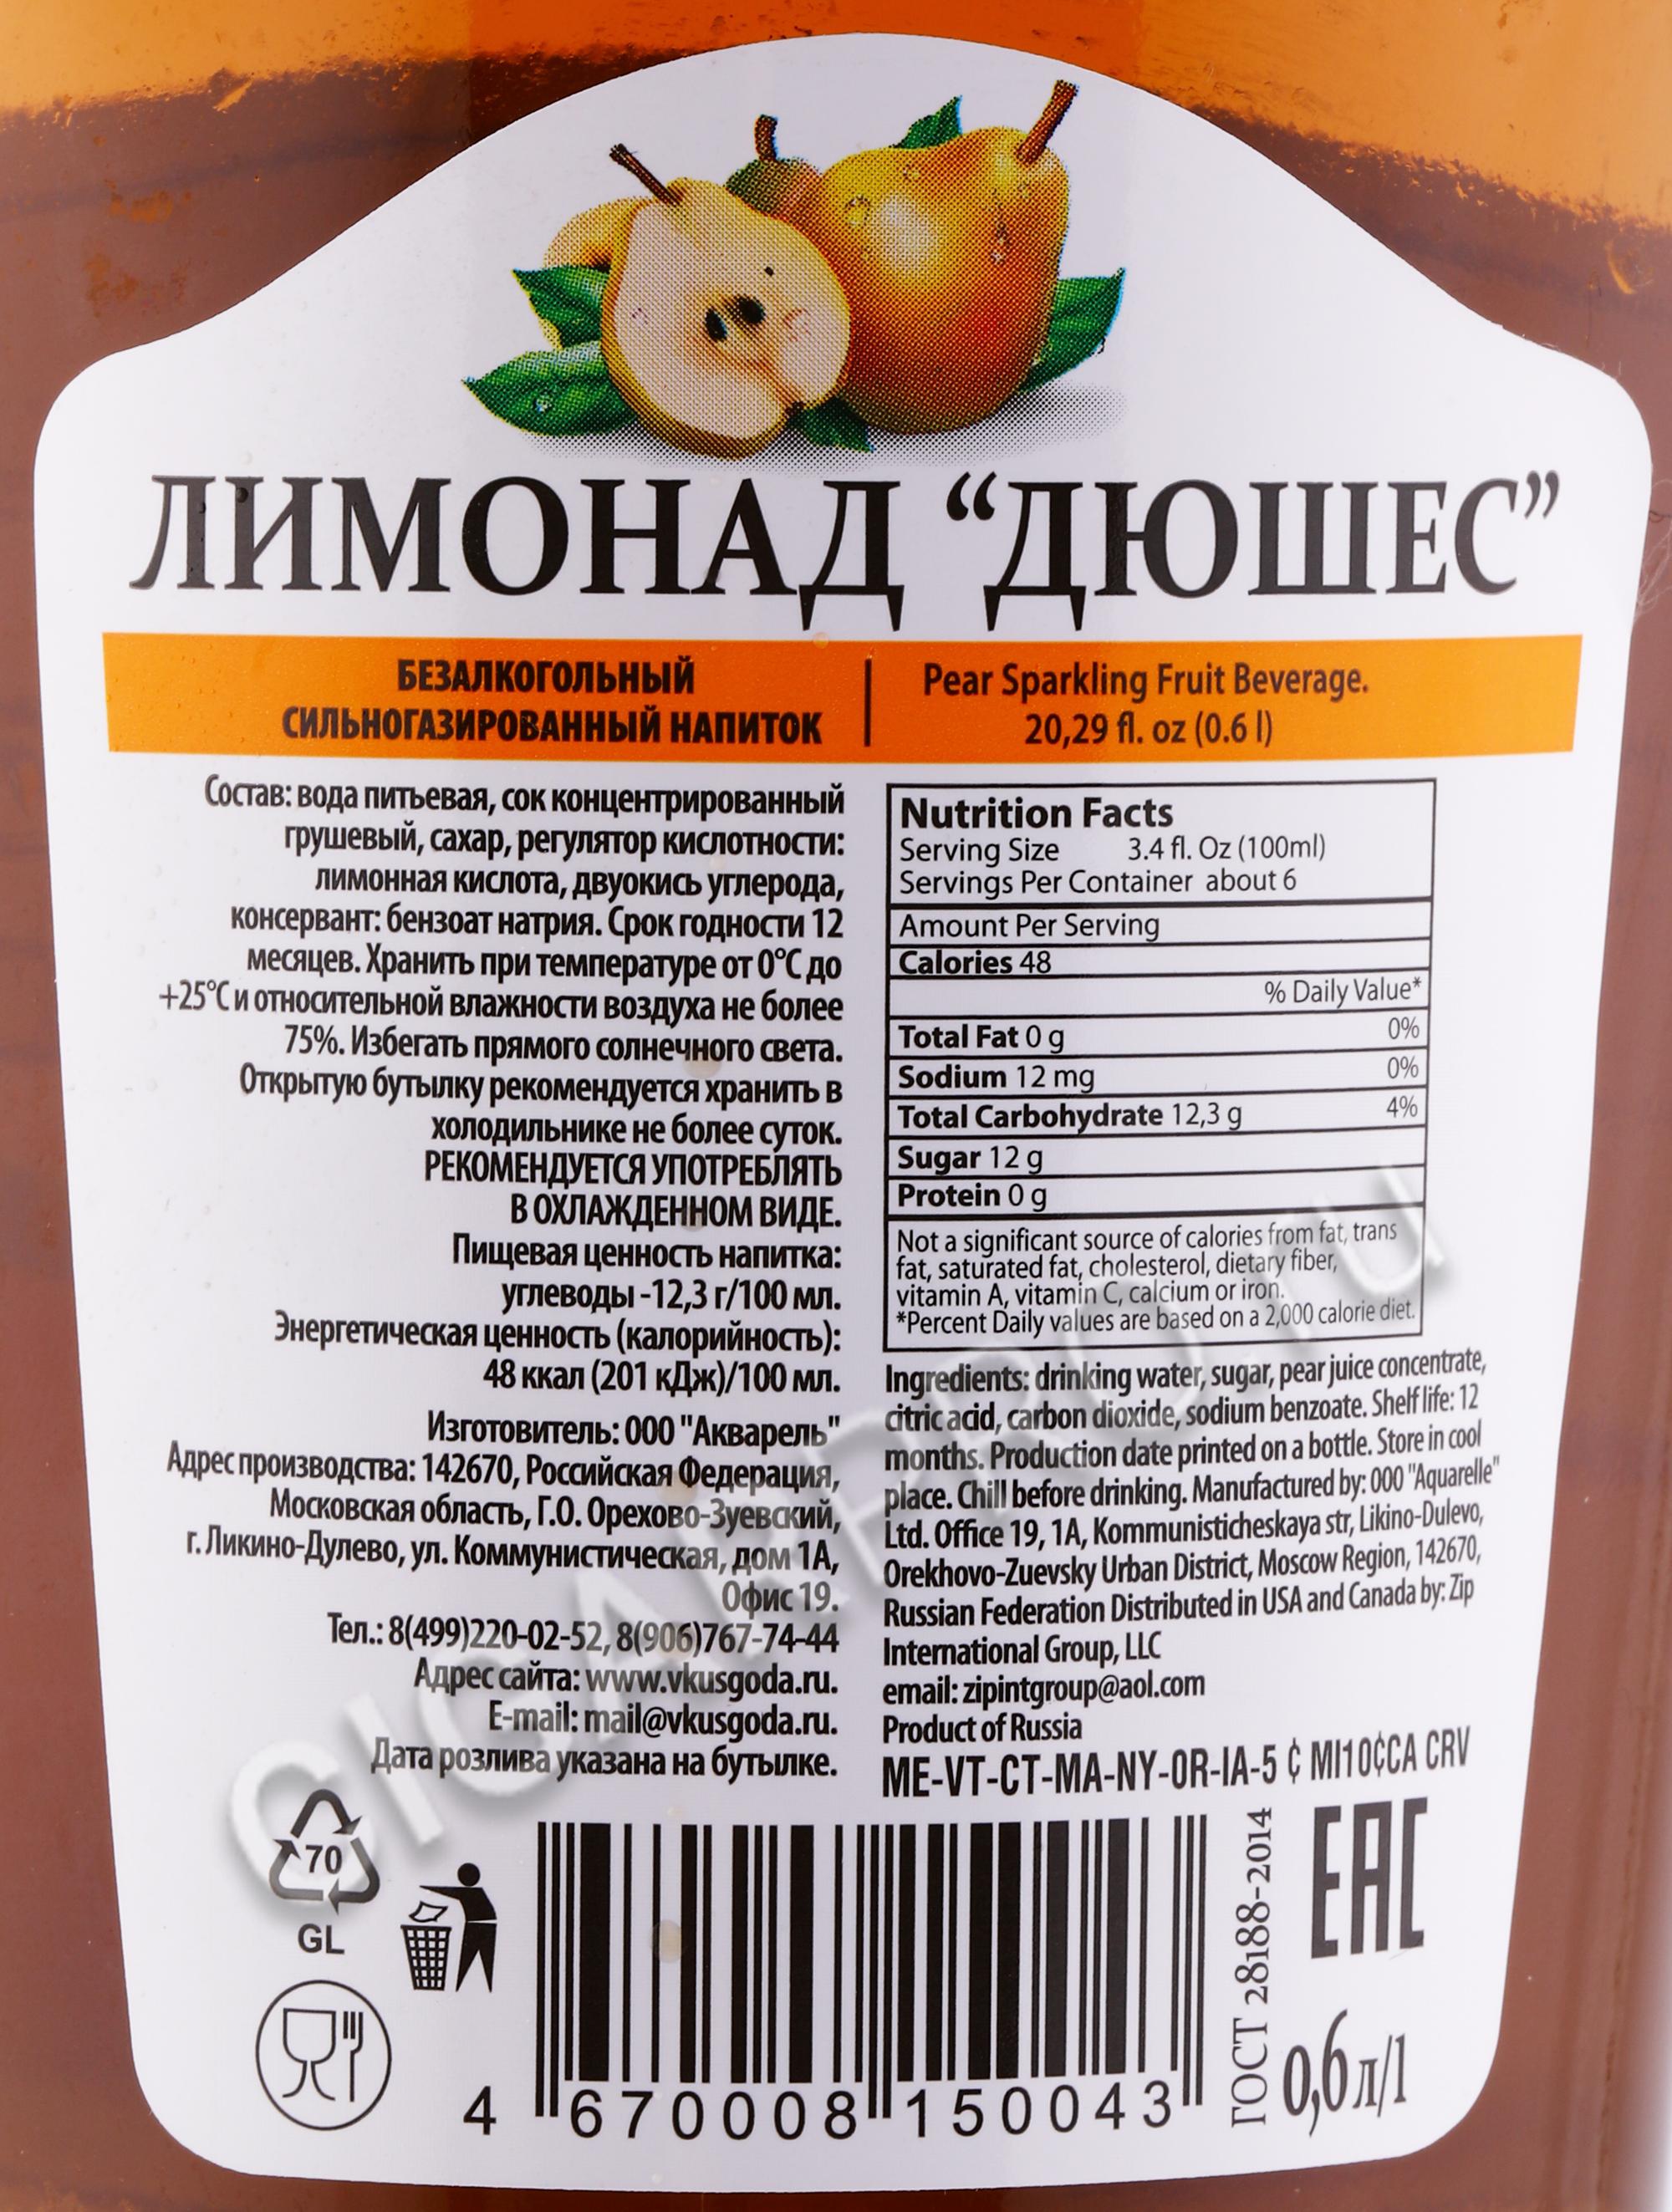 ЛИМОНАД “ДЮШЕС”
БЕЗАЛКОГОЛЬНЫЙ
СИЛЬНОГАЗИРОВАННЫЙ НАПИТОК
Pear Sparkling Fruit Beverage.
20,29 fl. oz (0.6 l)
Состав: вода питьевая, сок концентрированный
грушевый, сахар, регулятор кислотности:
лимонная кислота, двуокись углерода,
консервант: бензоат натрия. Срок годности 12
месяцев. Хранить при температуре от 0°С до
+25°С и относительной влажности воздуха не более
75%. Избегать прямого солнечного света.
Открытую бутылку рекомендуется хранить в
холодильнике не более суток.
РЕКОМЕНДУЕТСЯ УПОТРЕБЛЯТЬ
В ОХЛАЖДЕННОМ ВИДЕ.
Пищевая ценность напитка:
углеводы -12,3 г/100 мл.
Энергетическая ценность (калорийность):
48 ккал (201 кДж)/100 мл.
Изготовитель: ООО "Акварель"
Адрес производства: 142670, Российская Федерация,
Московская область, Г.О. Орехово-Зуевский,
г. Ликино-Дулево, ул. Коммунистическая, дом 1А,
Офис 19.
Тел.: 8(499)220-02-52, 8(906)767-74-44
Адрес сайта: www.vkusgoda.ru.
E-mail: mail@vkusgoda.ru.
Дата розлива указана на бутылке.
Nutrition Facts
Serving Size 3.4 fl. Oz (100ml)
Servings Per Container about 6
Amount Per Serving
Calories 48
% Daily Value*
Total Fat 0 g 0%
Sodium 12 mg 0%
Total Carbohydrate 12,3 g 4%
Sugar 12 g
Protein 0 g
Not a significant source of calories from fat, trans
fat, saturated fat, cholesterol, dietary fiber,
vitamin A, vitamin C, calcium or iron.
*Percent Daily values are based on a 2,000 calorie diet.
Ingredients: drinking water, sugar, pear juice concentrate,
citric acid, carbon dioxide, sodium benzoate. Shelf life: 12
months. Production date printed on a bottle. Store in cool
place. Chill before drinking. Manufactured by: OOO "Aquarelle"
Ltd. Office 19, 1A, Kommunisticheskaya str, Likino-Dulevo,
Orekhovo-Zuevsky Urban District, Moscow Region, 142670,
Russian Federation Distributed in USA and Canada by: Zip
International Group, LLC
email: zipintgroup@aol.com
Product of Russia
ME-VT-CT-MA-NY-OR-IA-5 ¢ MI10¢CA CRV
70
GL
4 670008 150043
ГОСТ 28188-2014
ЕАС
0,6 л/l
CIGARPRO.ru